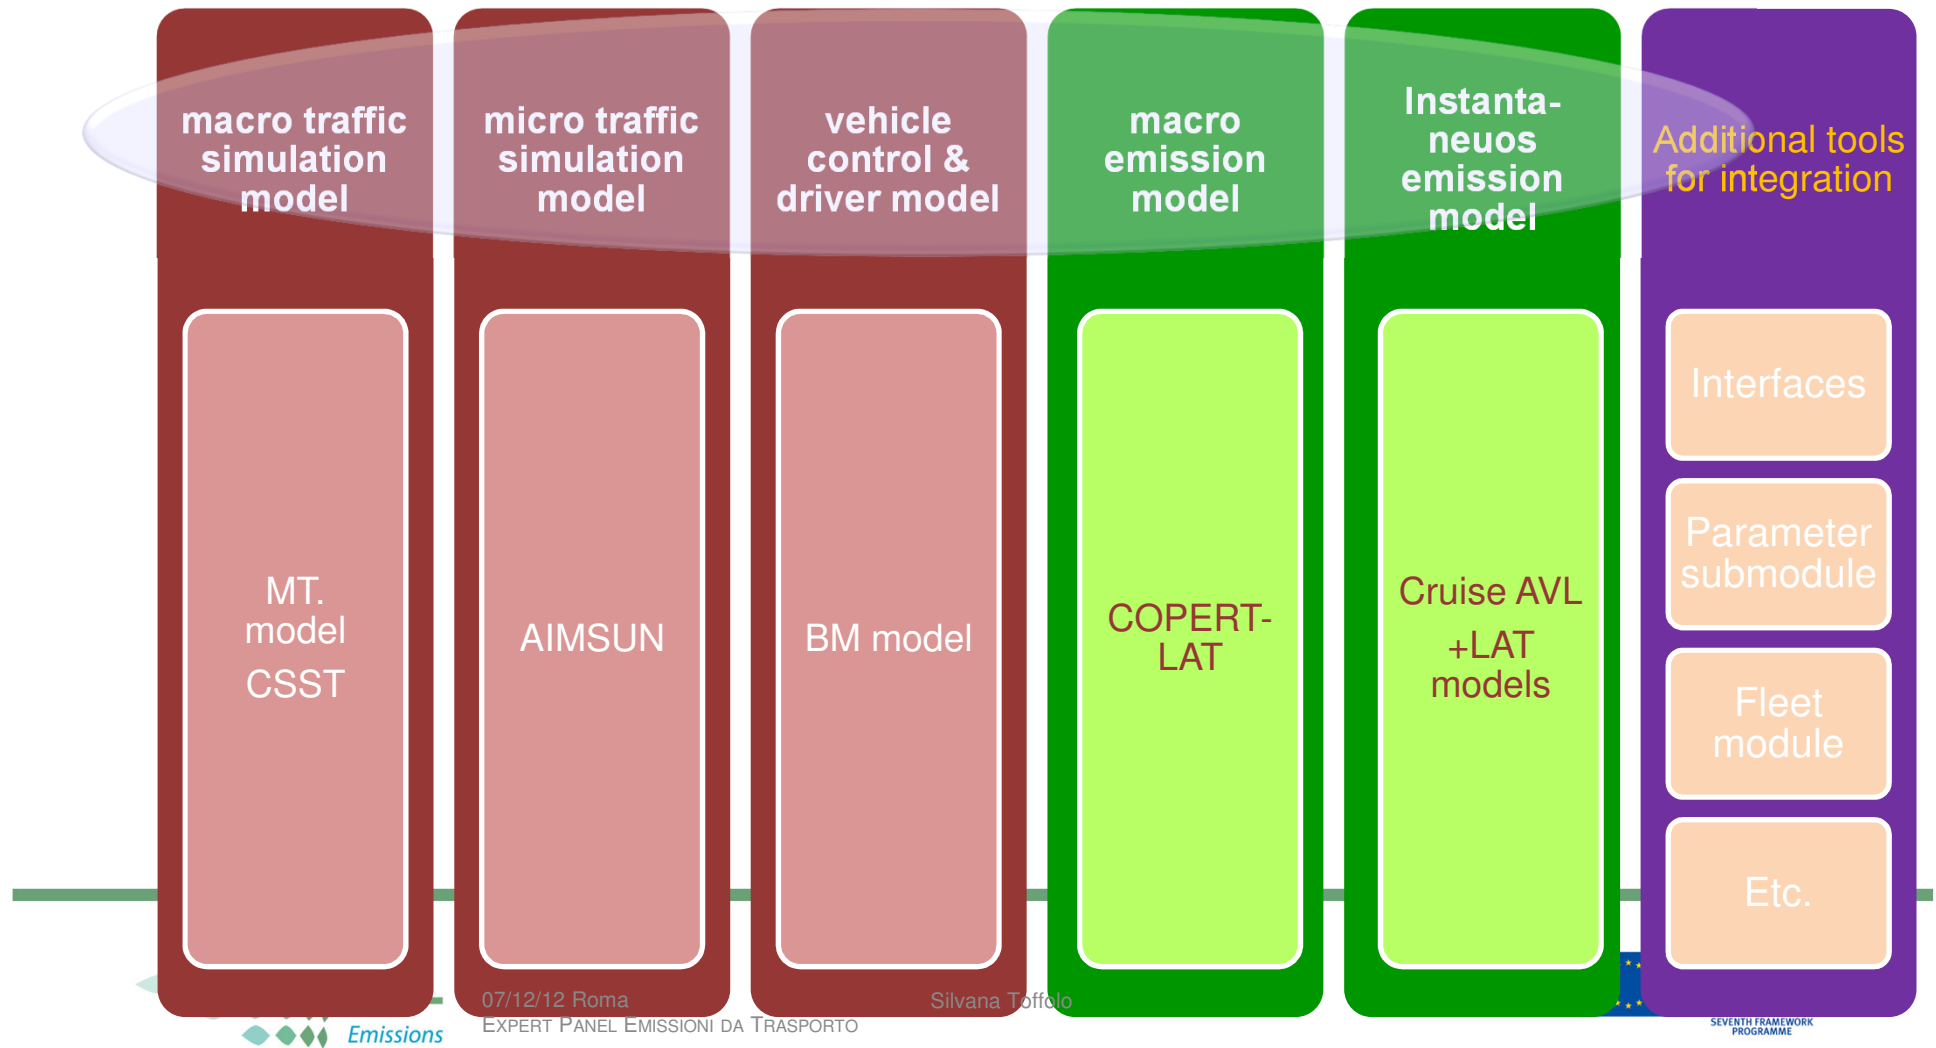 macro traffic
simulation
model
micro traffic
simulation
model
vehicle
control &
driver model
macro
emission
model
Instanta-
neuos
emission
model
Additional tools
for integration
MT.
model
CSST
AIMSUN
BM model
COPERT-
LAT
Cruise AVL
+LAT
models
Interfaces
Parameter
submodule
Fleet
module
Etc.
07/12/12 Roma
Silvana Toffolo
EXPERT PANEL EMISSIONI DA TRASPORTO
Emissions
SEVENTH FRAMEWORK
PROGRAMME